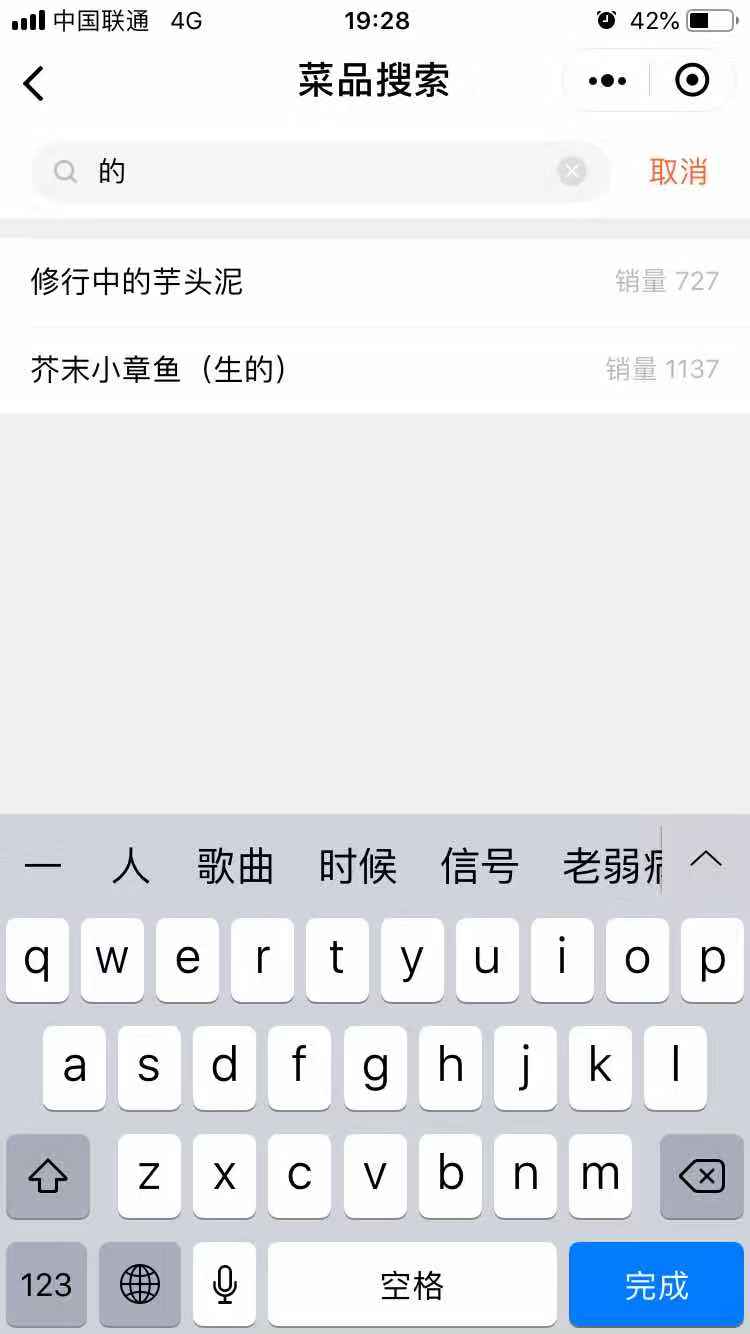 中国联通 4G 19:28 42%
菜品搜索
的 取消
修行中的芋头泥 销量 727
芥末小章鱼（生的） 销量 1137
一 人 歌曲 时候 信号 老弱
q w e r t y u i o p
a s d f g h j k l
z x c v b n m
123 空格 完成